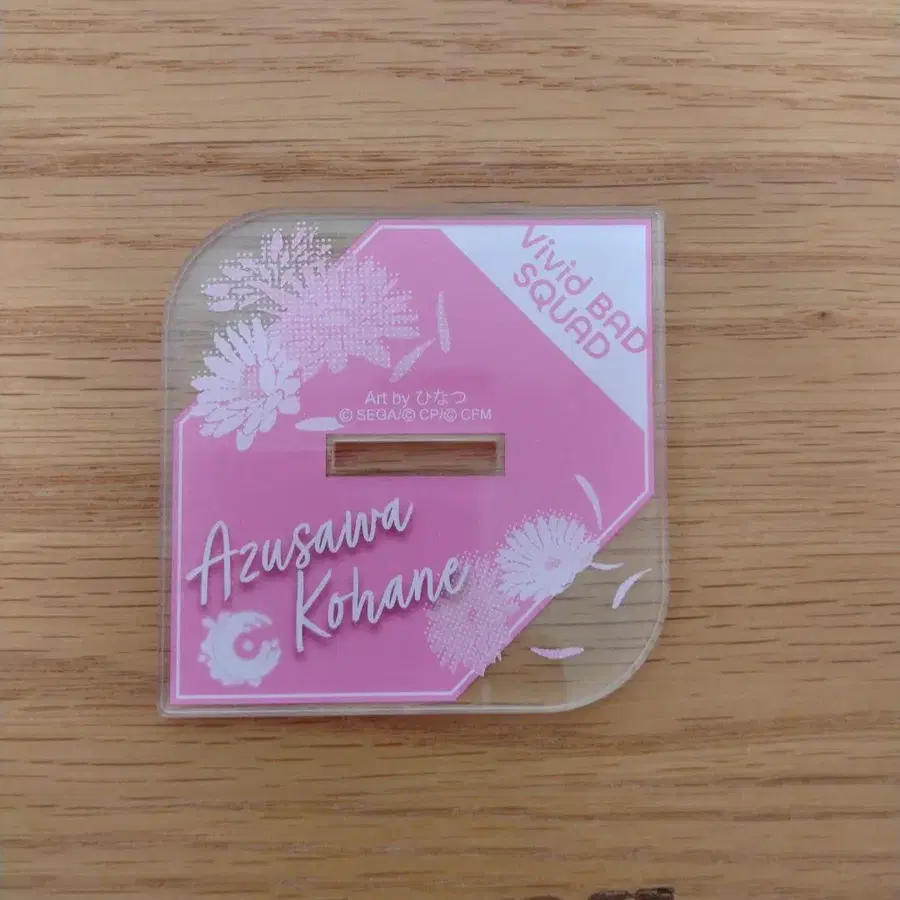 Vivid BAD
SQUAD
Art by ひなつ
© SEGA/© CP/© CFM
Azusawa
Kohane